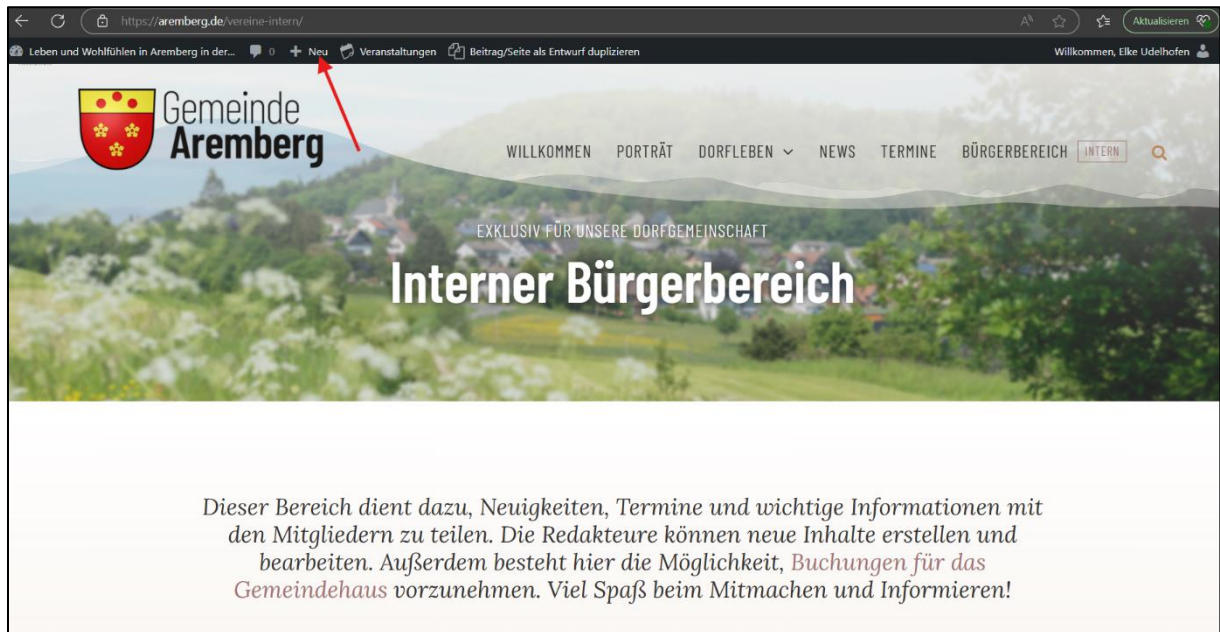 https://aremberg.de/vereine-intern/
Aktualisieren
Leben und Wohlfühlen in Aremberg in der... 0 + Neu Veranstaltungen Beitrag/Seite als Entwurf duplizieren Willkommen, Elke Udelhofen
Gemeinde
Aremberg
WILLKOMMEN PORTRÄT DORFLEBEN NEWS TERMINE BÜRGERBEREICH INTERN
EXKLUSIV FÜR UNSERE DORFGEMEINSCHAFT
Interner Bürgerbereich
Dieser Bereich dient dazu, Neuigkeiten, Termine und wichtige Informationen mit
den Mitgliedern zu teilen. Die Redakteure können neue Inhalte erstellen und
bearbeiten. Außerdem besteht hier die Möglichkeit, Buchungen für das
Gemeindehaus vorzunehmen. Viel Spaß beim Mitmachen und Informieren!